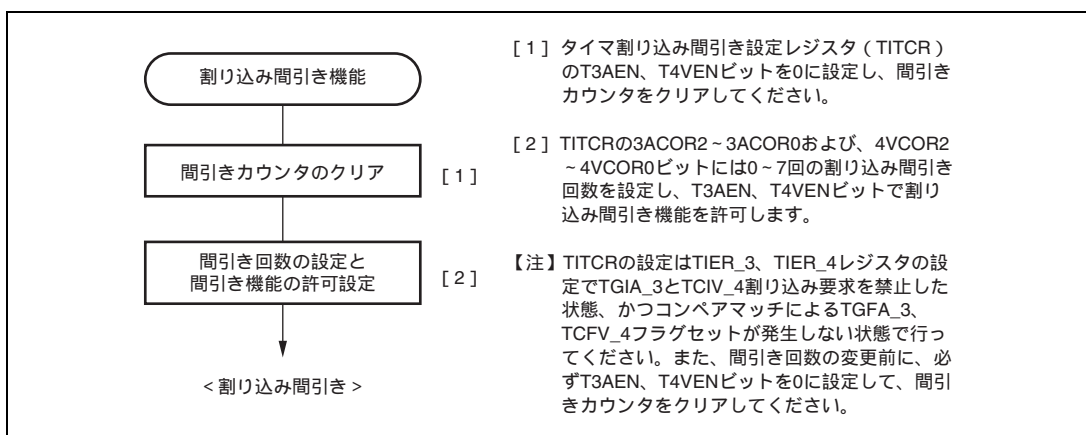 割り込み間引き機能
間引きカウンタのクリア
[ 1 ]
間引き回数の設定と
間引き機能の許可設定
[ 2 ]
< 割り込み間引き >
[ 1 ] タイマ割り込み間引き設定レジスタ ( TITCR )
のT3AEN、T4VENビットを0に設定し、間引き
カウンタをクリアしてください。
[ 2 ] TITCRの3ACOR2 ~ 3ACOR0および、4VCOR2
~ 4VCOR0ビットには0 ~ 7回の割り込み間引き
回数を設定し、T3AEN、T4VENビットで割り
込み間引き機能を許可します。
【注】TITCRの設定はTIER_3、TIER_4レジスタの設
定でTGIA_3とTCIV_4割り込み要求を禁止した
状態、かつコンペアマッチによるTGFA_3、
TCFV_4フラグセットが発生しない状態で行っ
てください。また、間引き回数の変更前に、必
ずT3AEN、T4VENビットを0に設定して、間引
きカウンタをクリアしてください。